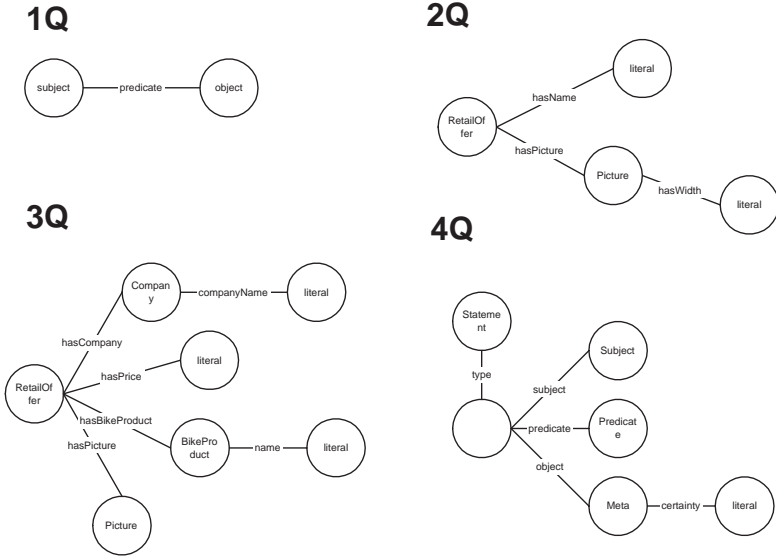 1Q
subject
predicate
object
2Q
literal
hasName
RetailOf
fer
hasPicture
Picture
hasWidth
literal
3Q
Compan
y
companyName
literal
hasCompany
literal
hasPrice
RetailOf
fer
hasBikeProduct
hasPicture
BikePro
duct
name
literal
Picture
4Q
Stateme
nt
type
Subject
subject
predicate
Predicat
e
object
Meta
certainty
literal